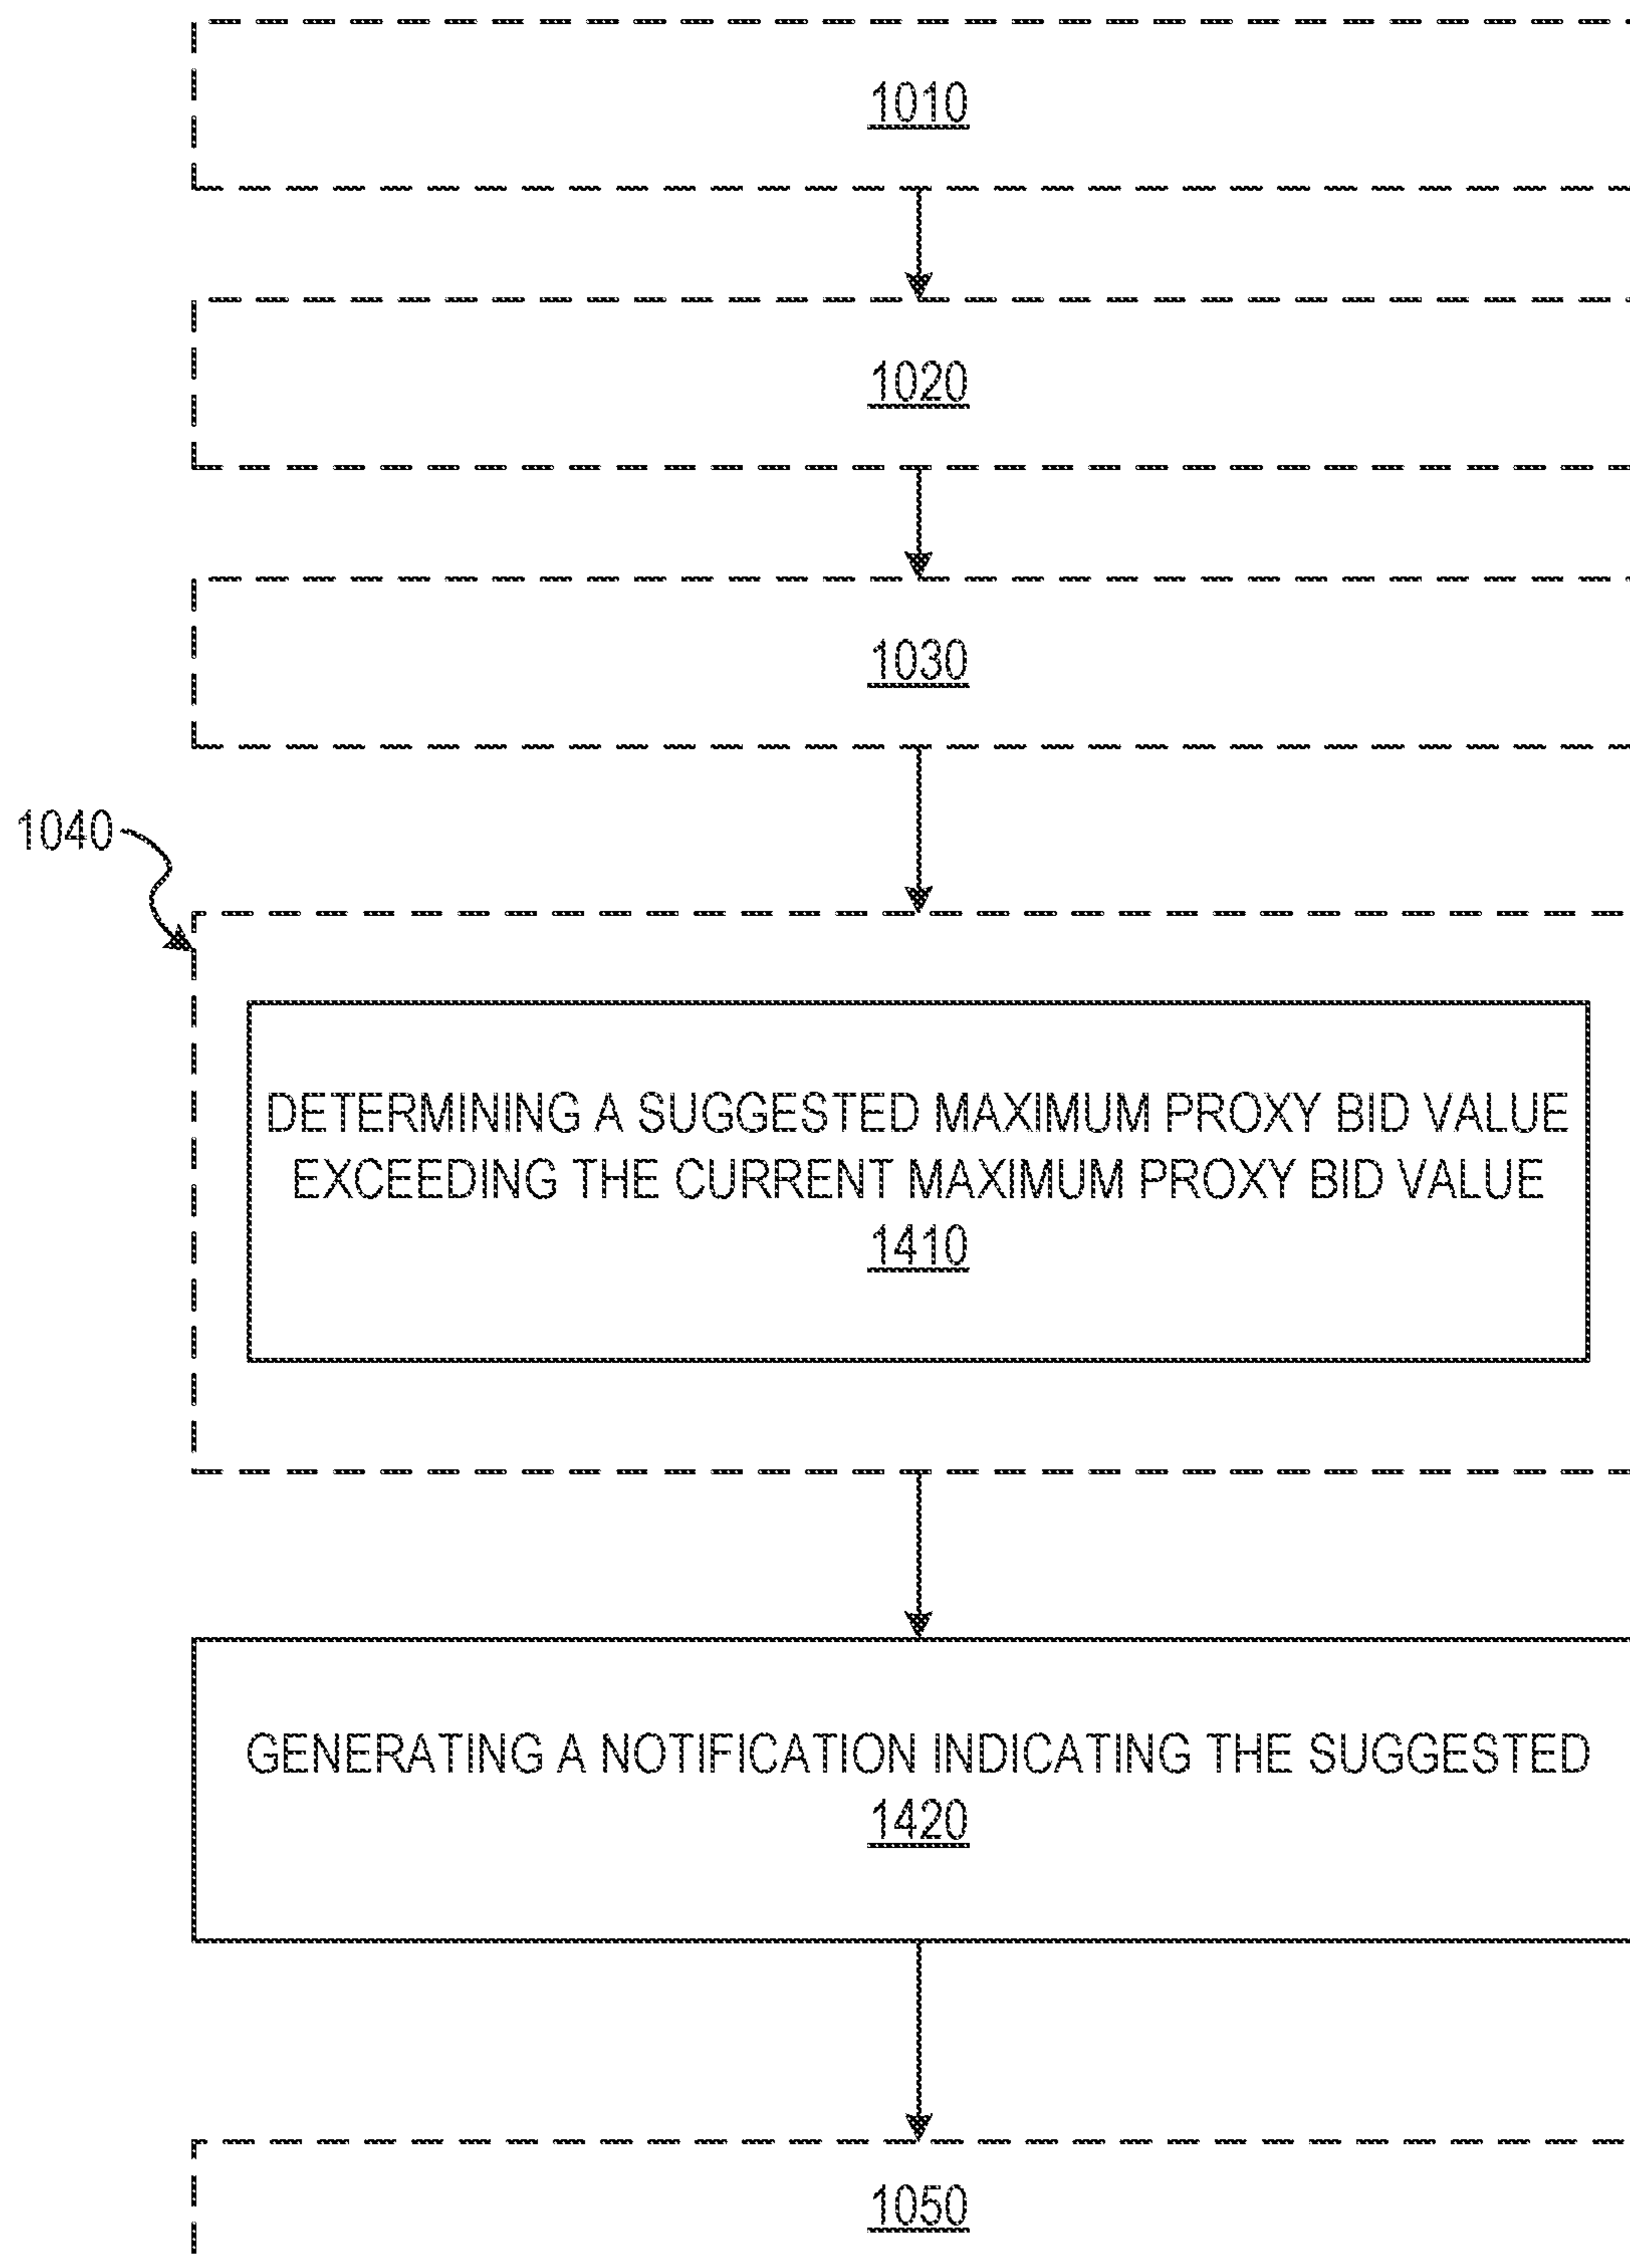 1010
1020
1030
1040
DETERMINING A SUGGESTED MAXIMUM PROXY BID VALUE
EXCEEDING THE CURRENT MAXIMUM PROXY BID VALUE
1410
GENERATING A NOTIFICATION INDICATING THE SUGGESTED
1420
1050